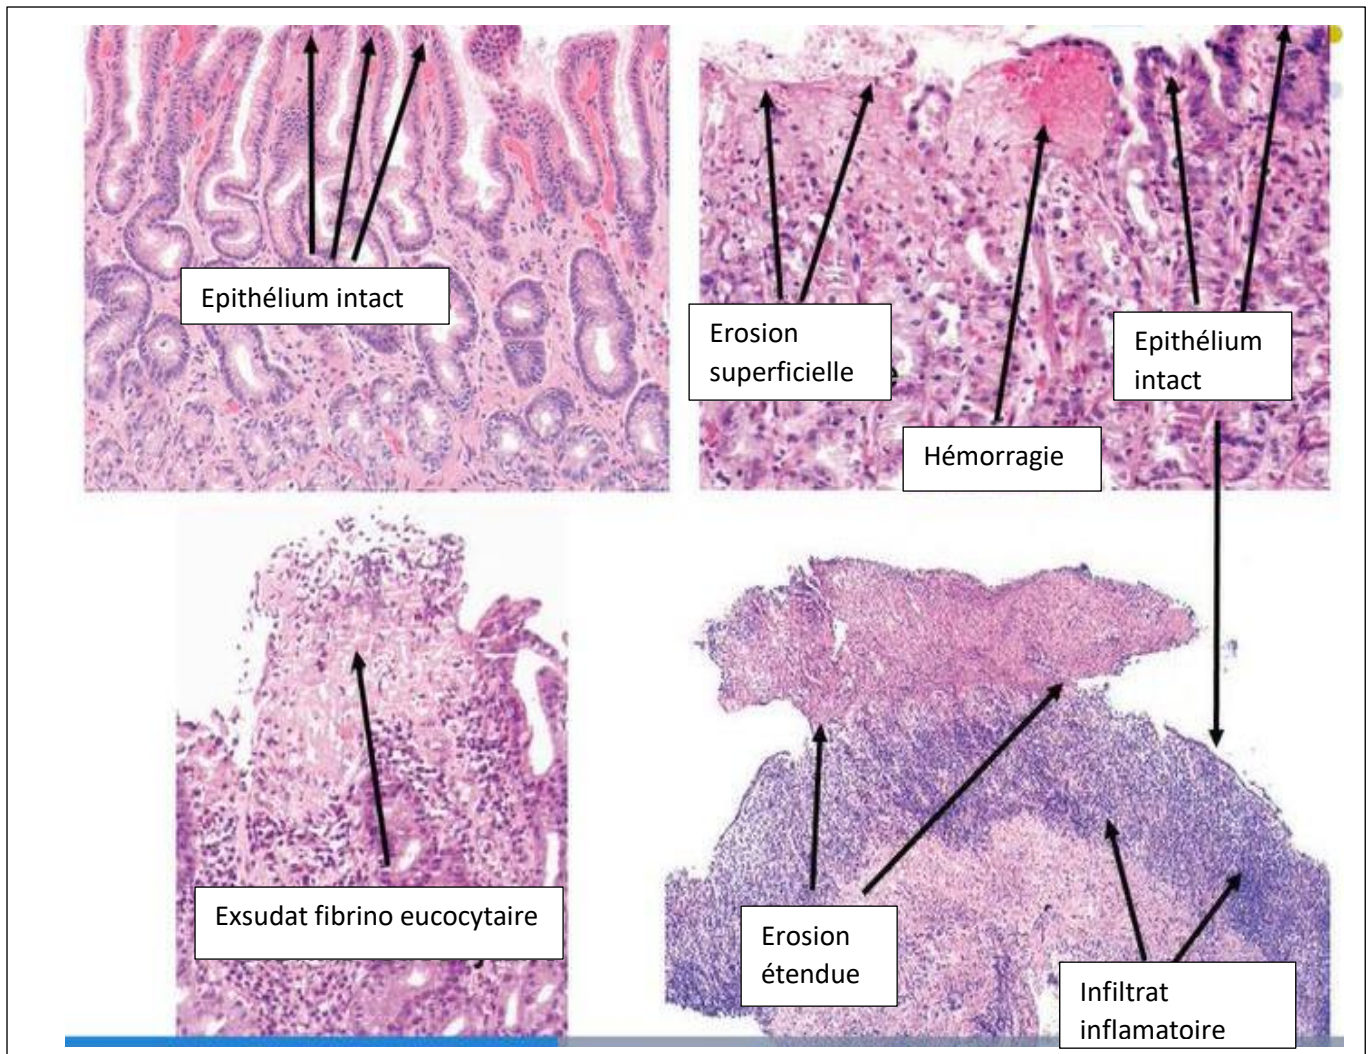 Epithélium intact
Erosion
superficielle
Epithélium
intact
Hémorragie
Exsudat fibrino eucocytaire
Erosion
étendue
Infiltrat
inflamatoire